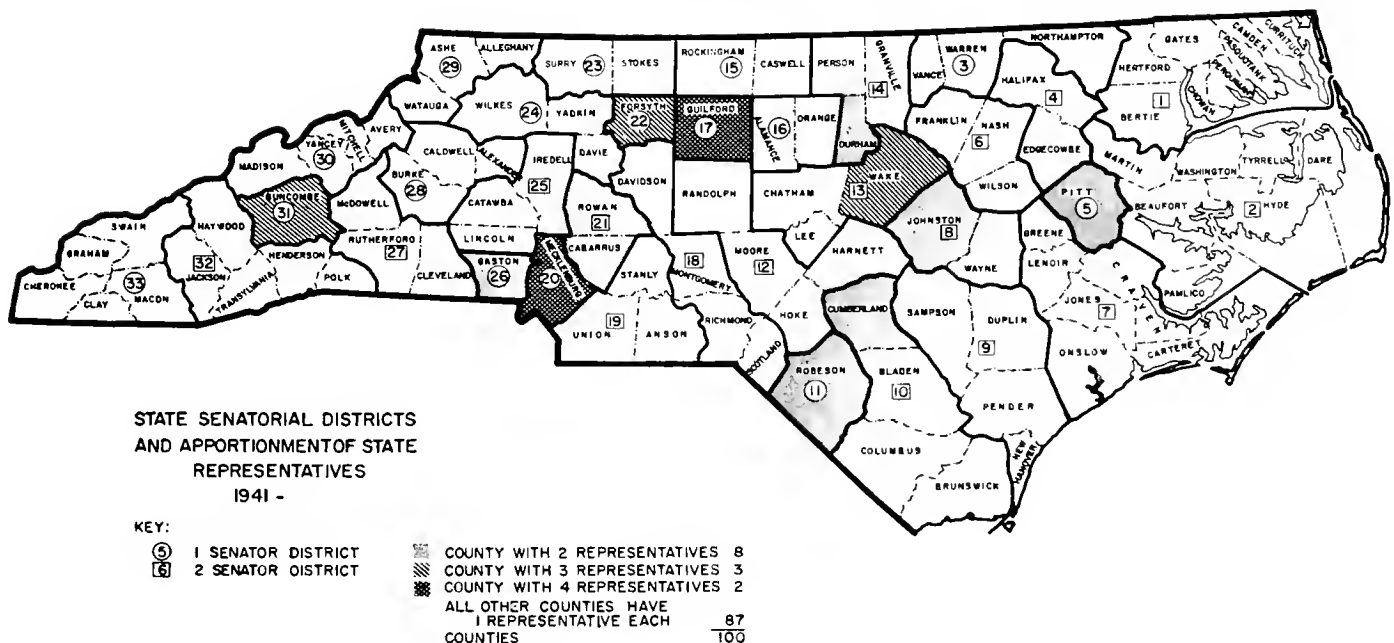 ASHE
ALLEGHANY
29
SURRY
23
STOKES
ROCKINGHAM
15
CASWELL
PERSON
GRANVILLE
14
VANCE
WARREN
3
NORTHAMPTON
HALIFAX
4
GATES
HERTFORD
CAMDEN
CURRITUCK
PASQUOTANK
PERQUIMANS
CHOWAN
1
BERTIE
WATAUGA
WILKES
24
YADKIN
FORSYTH
22
GUILFORD
17
ALAMANCE
16
ORANGE
DURHAM
FRANKLIN
NASH
6
EDGECOMBE
MARTIN
WASHINGTON
TYRRELL
DARE
MITCHELL
AVERY
YANCEY
30
MADISON
CALDWELL
ALEXANDER
IREDELL
25
DAVIE
DAVIDSON
RANDOLPH
CHATHAM
WAKE
13
WILSON
PITT
5
BEAUFORT
HYDE
2
BUNCOMBE
31
McDOWELL
BURKE
28
CATAWBA
ROWAN
21
LEE
JOHNSTON
8
GREENE
SWAIN
HAYWOOD
32
RUTHERFORD
27
LINCOLN
CABARRUS
STANLY
MOORE
12
HARNETT
WAYNE
LENOIR
CRAVEN
PAMLICO
GRAHAM
CHEROKEE
33
CLAY
MACON
JACKSON
TRANSYLVANIA
HENDERSON
POLK
CLEVELAND
GASTON
26
MECKLENBURG
20
18
MONTGOMERY
UNION
19
ANSON
RICHMOND
SCOTLAND
HOKE
CUMBERLAND
SAMPSON
DUPLIN
9
JONES
7
ONSLOW
CARTERET
ROBESON
11
BLADEN
10
PENDER
COLUMBUS
BRUNSWICK
NEW
HANOVER
STATE SENATORIAL DISTRICTS
AND APPORTIONMENT OF STATE
REPRESENTATIVES
1941 -
KEY:
5 1 SENATOR DISTRICT
6 2 SENATOR DISTRICT
COUNTY WITH 2 REPRESENTATIVES 8
COUNTY WITH 3 REPRESENTATIVES 3
COUNTY WITH 4 REPRESENTATIVES 2
ALL OTHER COUNTIES HAVE
1 REPRESENTATIVE EACH 87
COUNTIES 100